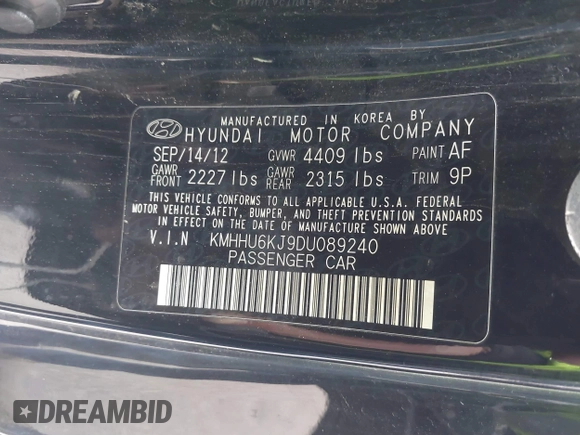 MANUFACTURED IN KOREA BY
HYUNDAI MOTOR COMPANY
SEP/14/12 GVWR 4409 lbs PAINT AF
GAWR FRONT 2227 lbs GAWR REAR 2315 lbs TRIM 9P
THIS VEHICLE CONFORMS TO ALL APPLICABLE U.S.A. FEDERAL
MOTOR VEHICLE SAFETY, BUMPER, AND THEFT PREVENTION STANDARDS
IN EFFECT ON THE DATE OF MANUFACTURE SHOWN ABOVE
V.I.N KMHHU6KJ9DU089240
PASSENGER CAR
DREAMBID